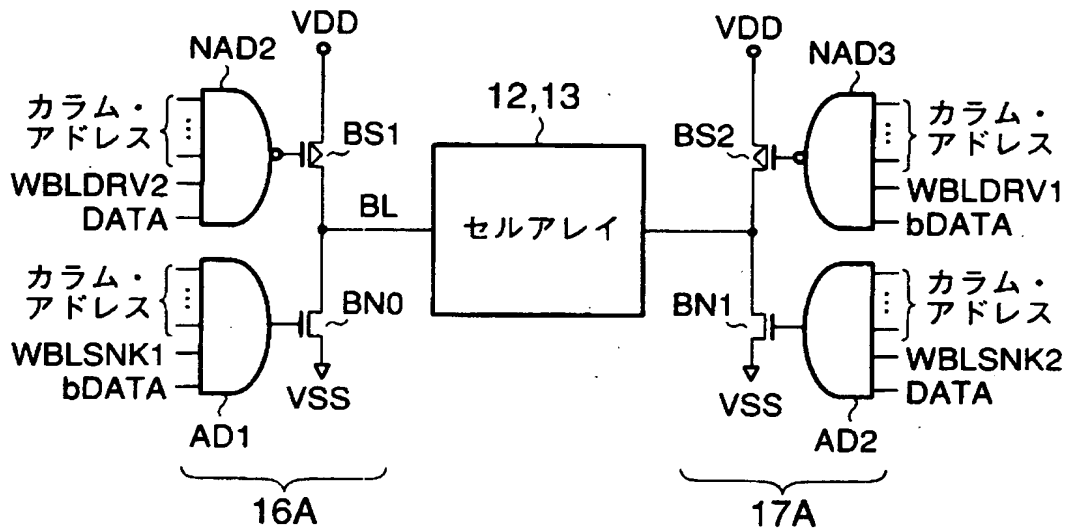 VDD
NAD2
カラム・
アドレス
WBLDRV2
DATA
BS1
BL
カラム・
アドレス
WBLSNK1
bDATA
BN0
VSS
AD1
16A
12,13
セルアレイ
VDD
NAD3
BS2
カラム・
アドレス
WBLDRV1
bDATA
BN1
カラム・
アドレス
WBLSNK2
DATA
VSS
AD2
17A